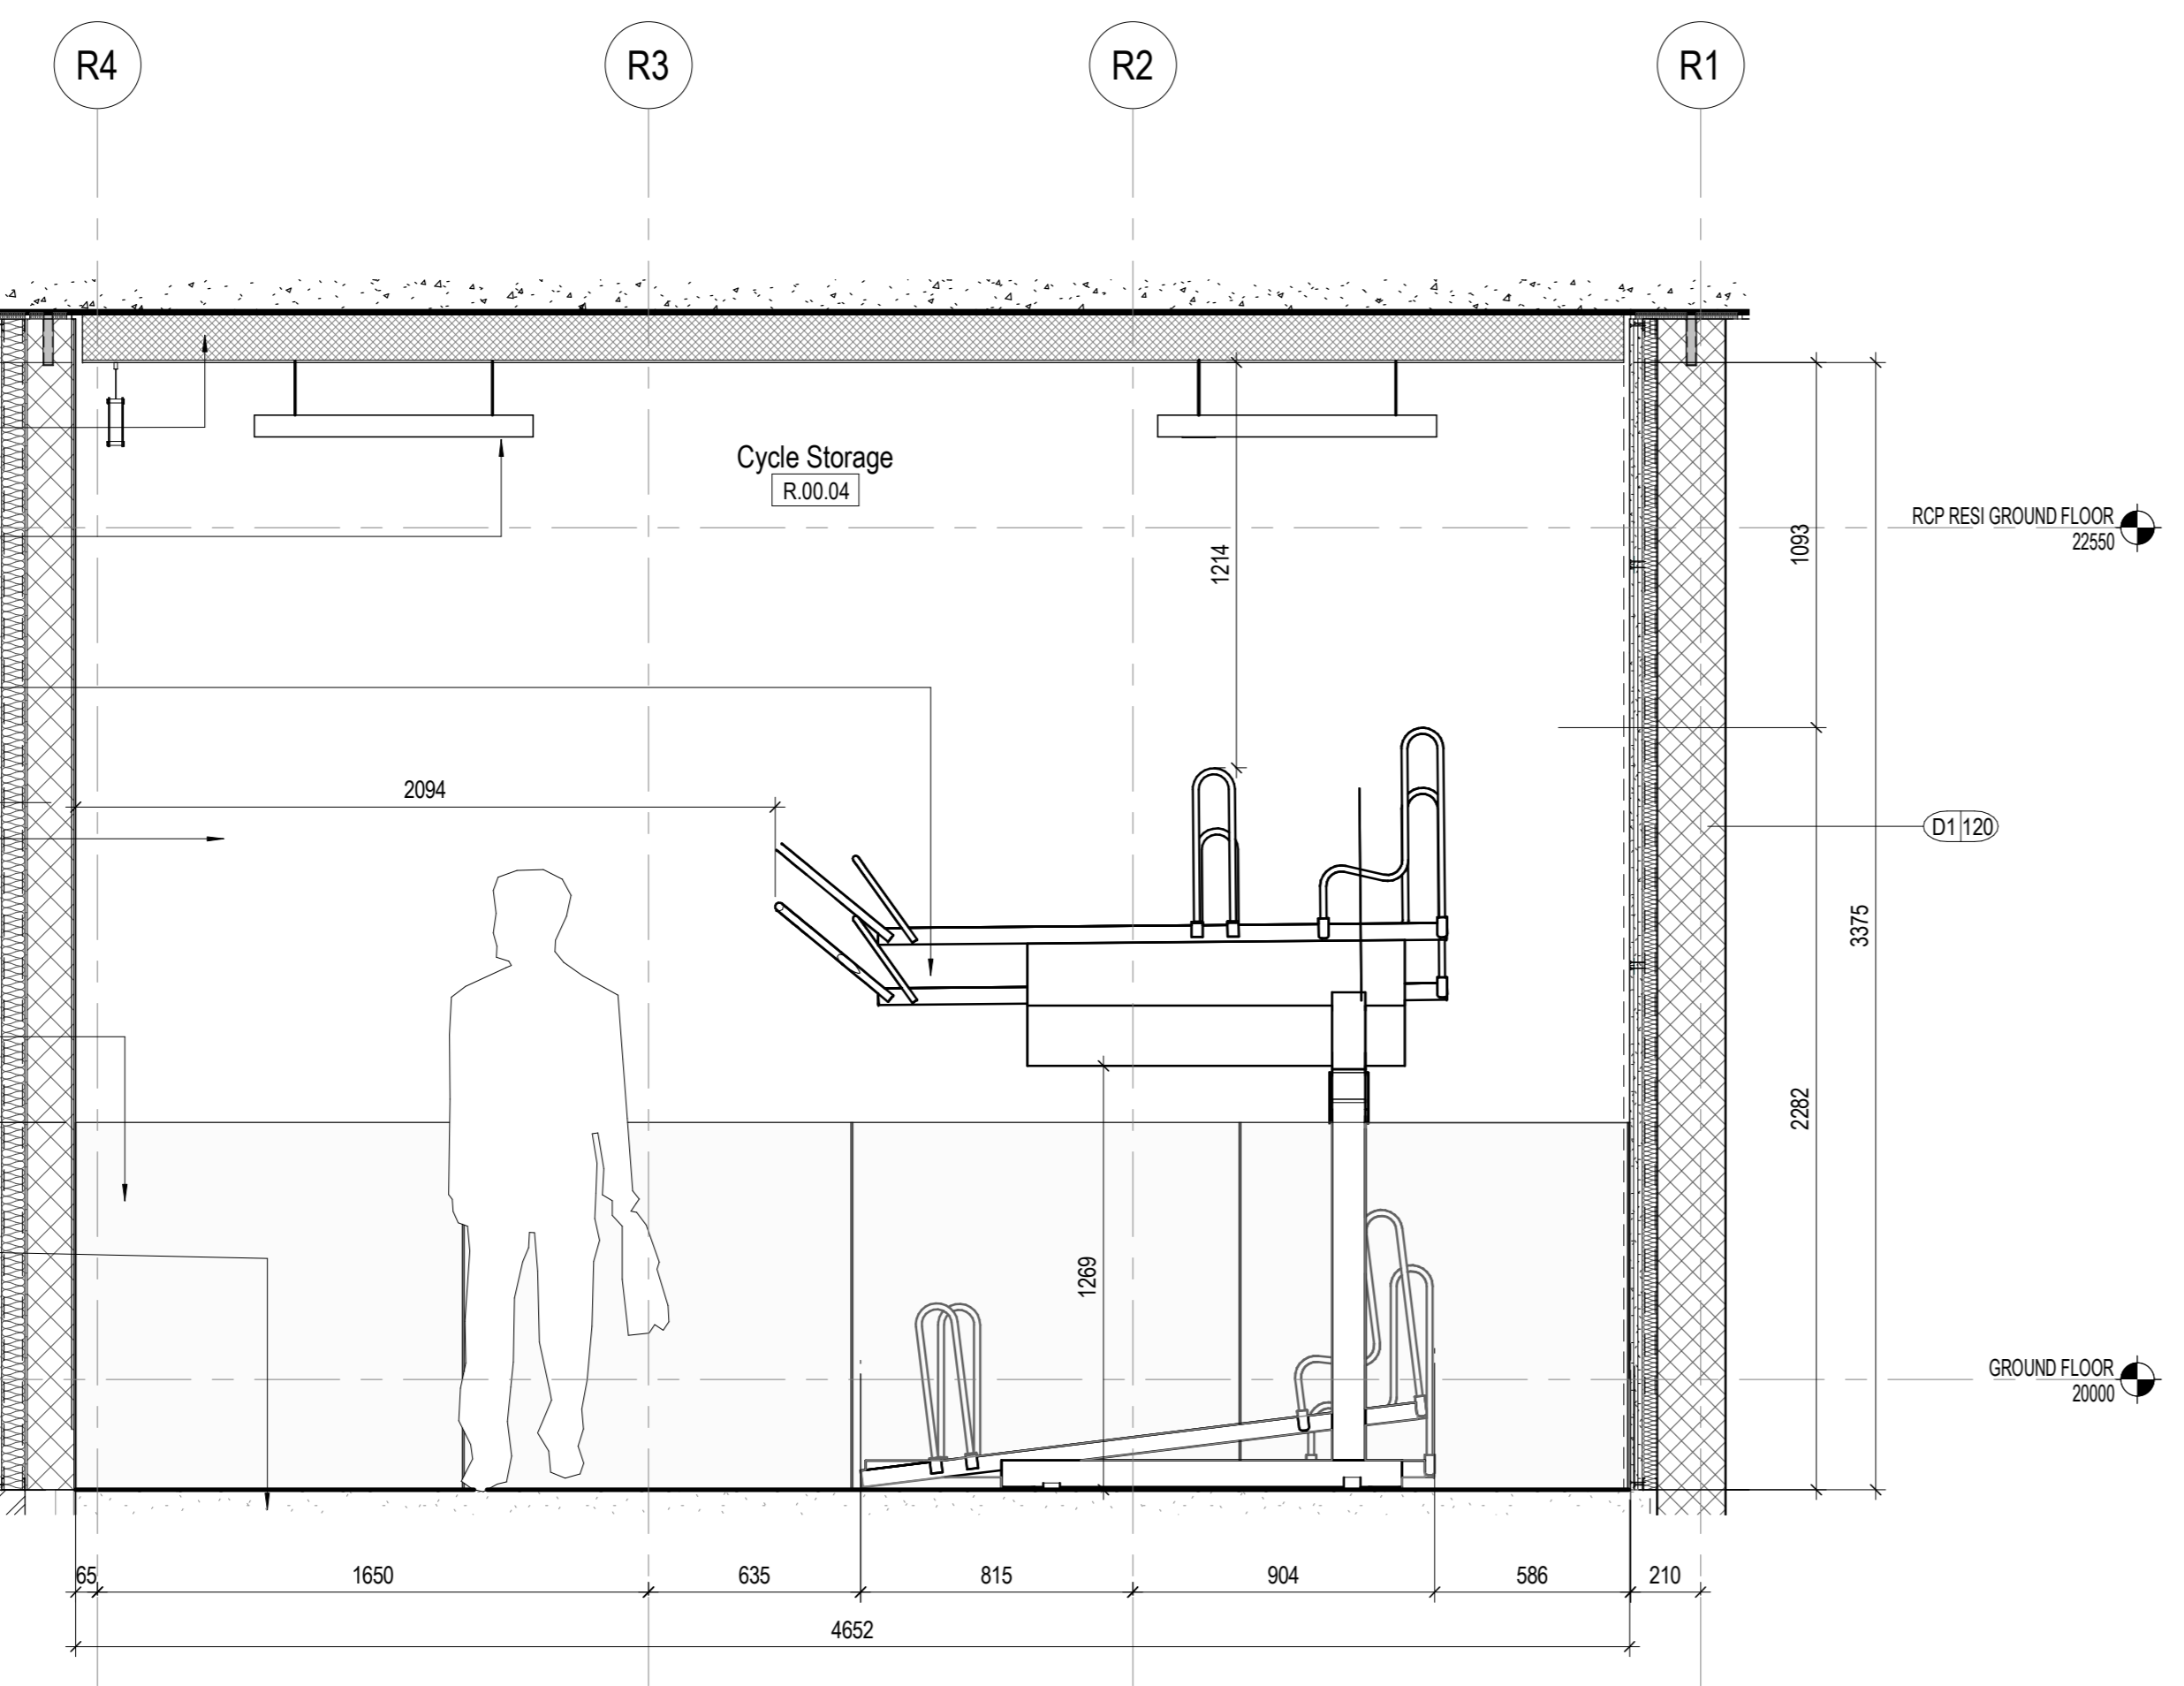 R4
R3
R2
R1
Cycle Storage
R.00.04
RCP RESI GROUND FLOOR
22550
1093
1214
2094
D1|120
3375
2282
1269
GROUND FLOOR
20000
65
1650
635
815
904
586
210
4652